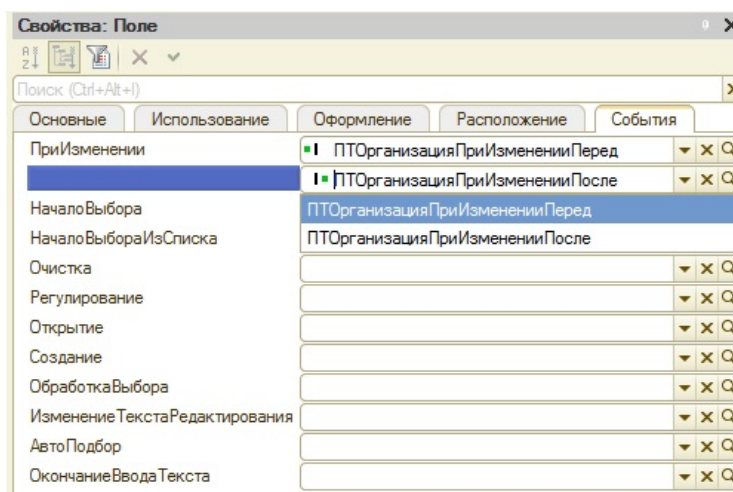 Свойства: Поле
Поиск (Ctrl+Alt+I)
Основные Использование Оформление Расположение События
ПриИзменении ПТОрганизацияПриИзмененииПеред
ПТОрганизацияПриИзмененииПосле
НачалоВыбора ПТОрганизацияПриИзмененииПеред
НачалоВыбораИзСписка ПТОрганизацияПриИзмененииПосле
Очистка
Регулирование
Открытие
Создание
ОбработкаВыбора
ИзменениеТекстаРедактирования
АвтоПодбор
ОкончаниеВводаТекста